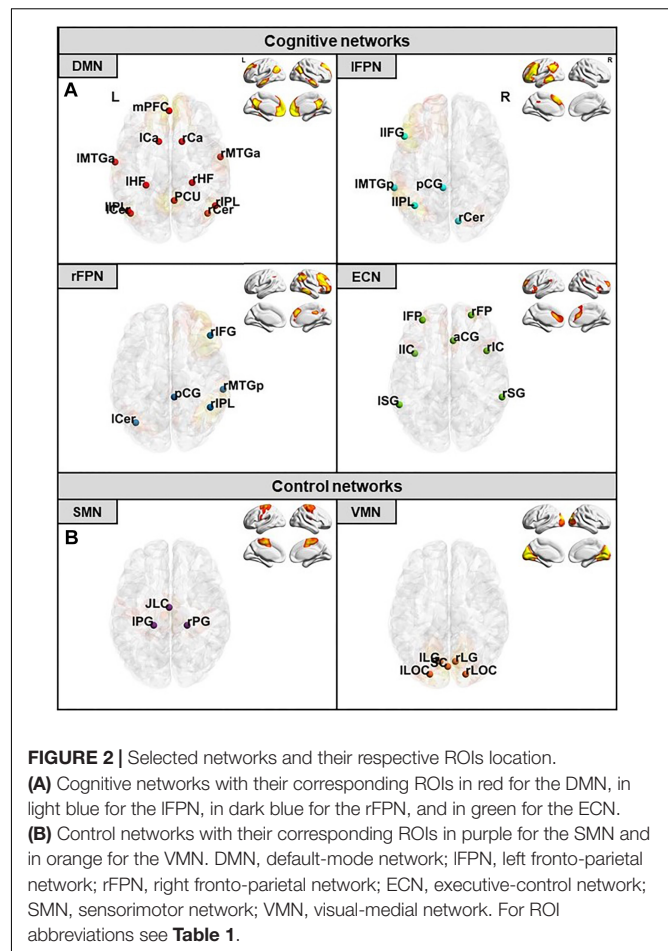 Cognitive networks
DMN
lFPN
A
L
R
L
R
L
R
mPFC
lCa
rCa
lMTGa
rMTGa
lHF
rHF
PCU
lIPL
rIPL
lCer
rCer
lIFG
lMTGp
pCG
lIPL
rCer
rFPN
ECN
rIFG
rMTGp
pCG
rIPL
lCer
lFP
rFP
aCG
lIC
rIC
lSG
rSG
Control networks
SMN
VMN
B
JLC
lPG
rPG
lLG
SC
rLG
lLOC
rLOC
FIGURE 2 | Selected networks and their respective ROIs location.
(A) Cognitive networks with their corresponding ROIs in red for the DMN, in
light blue for the lFPN, in dark blue for the rFPN, and in green for the ECN.
(B) Control networks with their corresponding ROIs in purple for the SMN and
in orange for the VMN. DMN, default-mode network; lFPN, left fronto-parietal
network; rFPN, right fronto-parietal network; ECN, executive-control network;
SMN, sensorimotor network; VMN, visual-medial network. For ROI
abbreviations see Table 1.